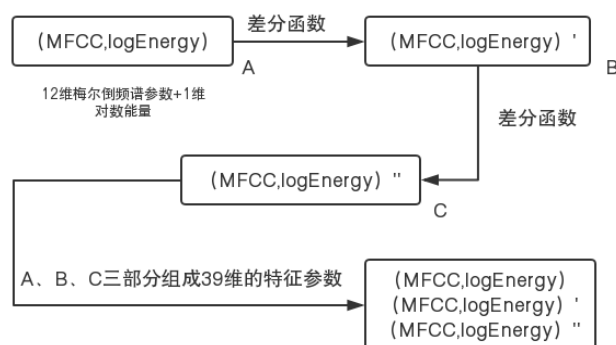 (MFCC,logEnergy)
差分函数
(MFCC,logEnergy) '
A
B
12维梅尔倒频谱参数+1维
对数能量
差分函数
(MFCC,logEnergy) ''
C
A、B、C三部分组成39维的特征参数
(MFCC,logEnergy)
(MFCC,logEnergy) '
(MFCC,logEnergy) ''